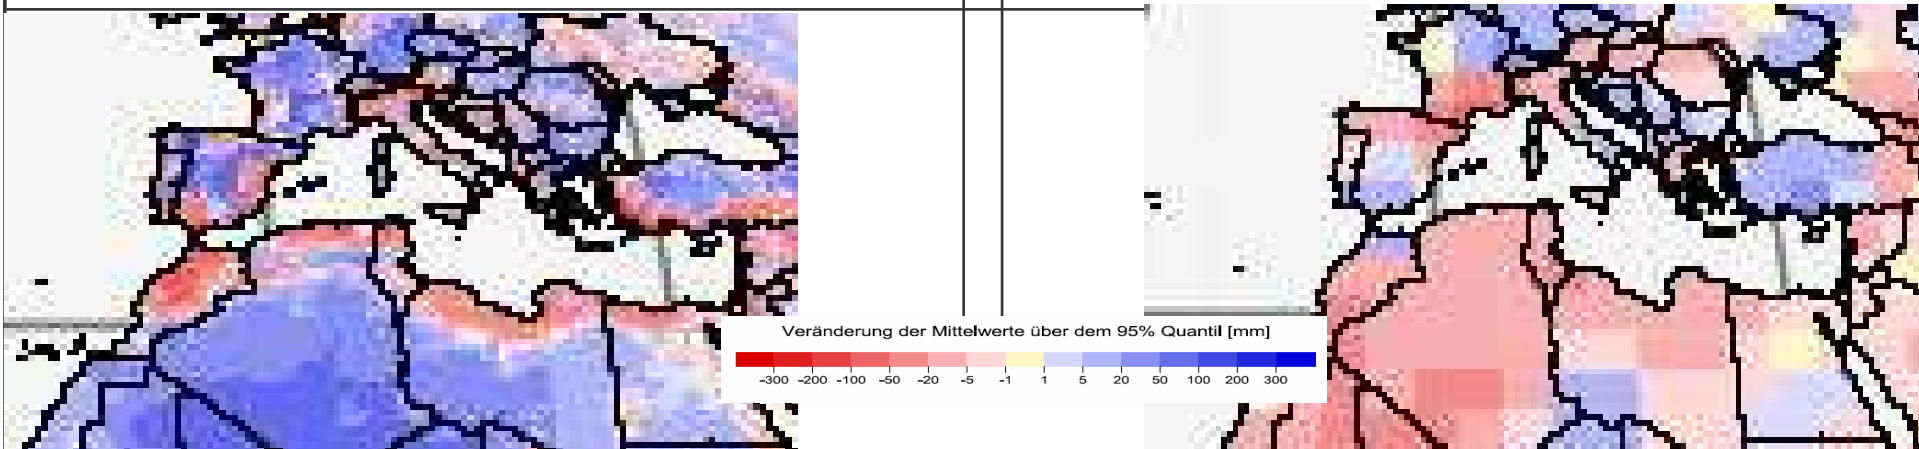 Veränderung der Mittelwerte über dem 95% Quantil [mm]
-300 -200 -100 -50 -20 -5 -1 1 5 20 50 100 200 300